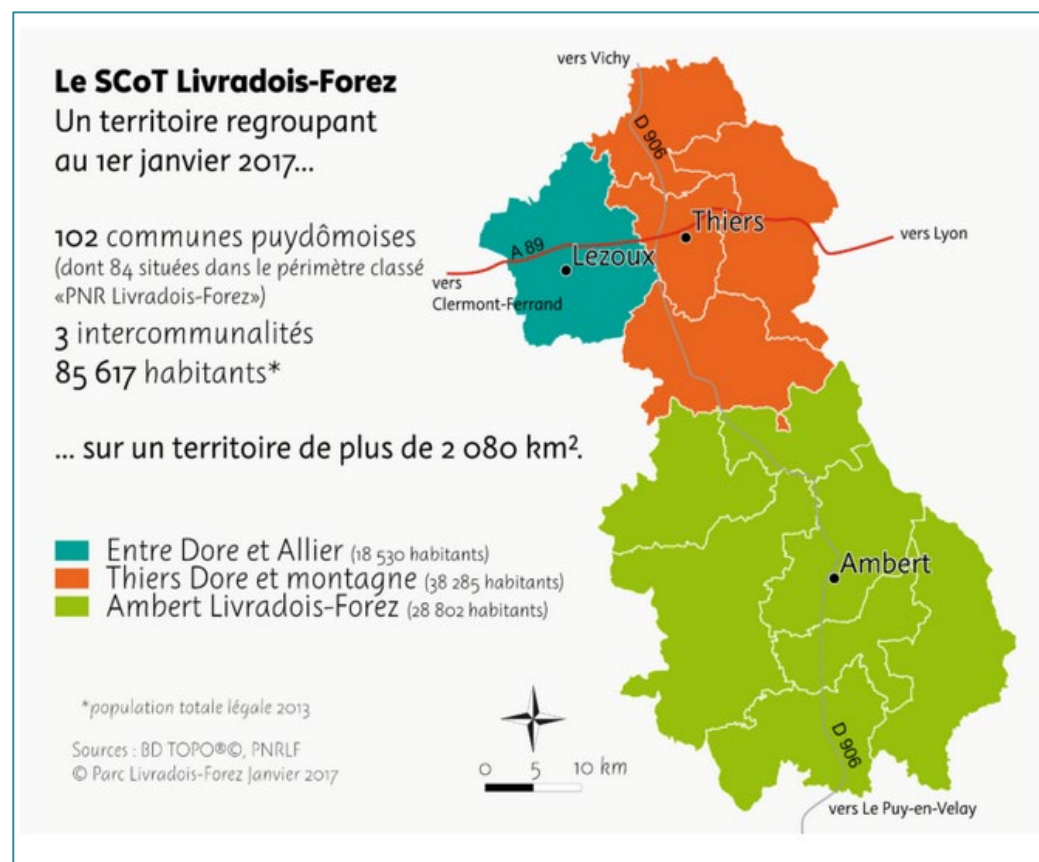 Le SCoT Livradois-Forez
Un territoire regroupant
au 1er janvier 2017...
102 communes puydômoises
(dont 84 situées dans le périmètre classé
«PNR Livradois-Forez»)
3 intercommunalités
85 617 habitants*
... sur un territoire de plus de 2 080 km².
Entre Dore et Allier (18 530 habitants)
Thiers Dore et montagne (38 285 habitants)
Ambert Livradois-Forez (28 802 habitants)
*population totale légale 2013
Sources : BD TOPO®©, PNRLF
© Parc Livradois-Forez Janvier 2017
0 5 10 km
vers Vichy
D 906
Thiers
vers Lyon
A 89
Lezoux
vers
Clermont-Ferrand
Ambert
D 906
vers Le Puy-en-Velay